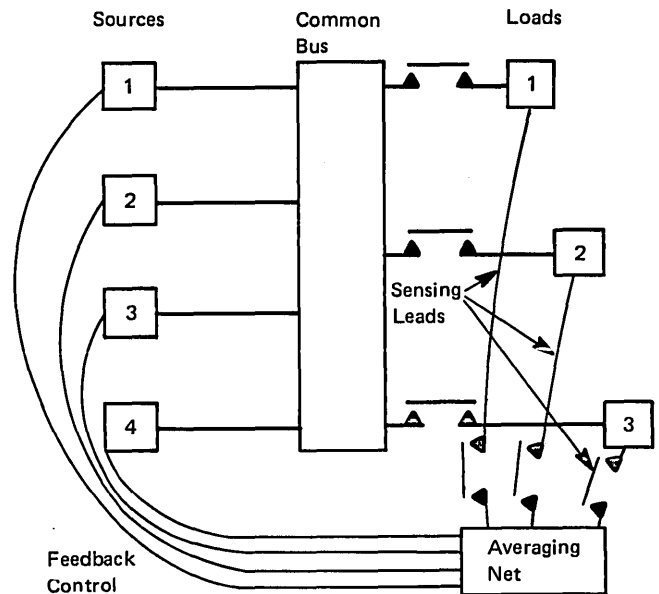 Sources
Common
Bus
Loads
1
1
2
2
Sensing
Leads
3
4
3
Averaging
Net
Feedback
Control